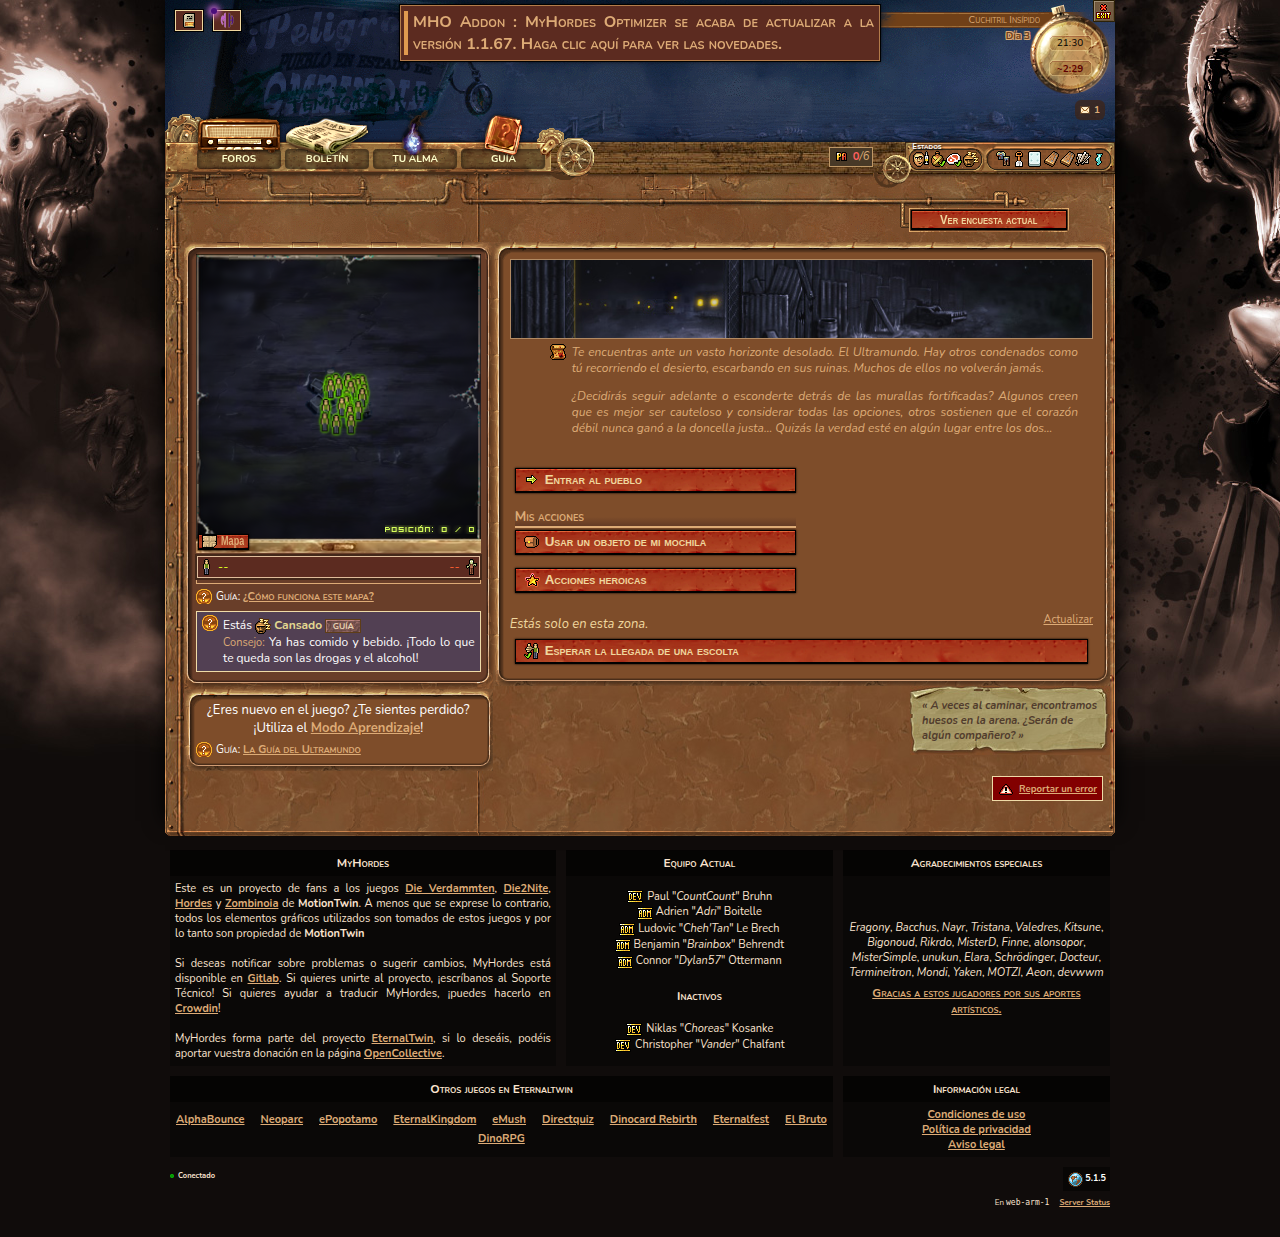 MHO Addon : MyHordes Optimizer se acaba de actualizar a la
versión 1.1.67. Haga clic aquí para ver las novedades.
Cuchitril Insípido
EXIT
Día 3
21:30
~2:29
1
FOROS
BOLETÍN
TU ALMA
GUÍA
PA 0/6
Estados
Ver encuesta actual
Te encuentras ante un vasto horizonte desolado. El Ultramundo. Hay otros condenados como
tú recorriendo el desierto, escarbando en sus ruinas. Muchos de ellos no volverán jamás.
¿Decidirás seguir adelante o esconderte detrás de las murallas fortificadas? Algunos creen
que es mejor ser cauteloso y considerar todas las opciones, otros sostienen que el corazón
débil nunca ganó a la doncella justa... Quizás la verdad esté en algún lugar entre los dos...
Entrar al pueblo
Mis acciones
Usar un objeto de mi mochila
Acciones heroicas
Estás solo en esta zona.
Actualizar
Esperar la llegada de una escolta
POSICIÓN: 0 / 0
Mapa
--
--
Guía: ¿Cómo funciona este mapa?
Estás Cansado GUÍA
Consejo: Ya has comido y bebido. ¡Todo lo que
te queda son las drogas y el alcohol!
¿Eres nuevo en el juego? ¿Te sientes perdido?
¡Utiliza el Modo Aprendizaje!
Guía: La Guía del Ultramundo
« A veces al caminar, encontramos
huesos en la arena. ¿Serán de
algún compañero? »
Reportar un error
MyHordes
Este es un proyecto de fans a los juegos Die Verdammten, Die2Nite,
Hordes y Zombinoia de MotionTwin. A menos que se exprese lo contrario,
todos los elementos gráficos utilizados son tomados de estos juegos y por
lo tanto son propiedad de MotionTwin
Si deseas notificar sobre problemas o sugerir cambios, MyHordes está
disponible en Gitlab. Si quieres unirte al proyecto, ¡escríbanos al Soporte
Técnico! Si quieres ayudar a traducir MyHordes, ¡puedes hacerlo en
Crowdin!
MyHordes forma parte del proyecto EternalTwin, si lo deseáis, podéis
aportar vuestra donación en la página OpenCollective.
Equipo Actual
DEV Paul "CountCount" Bruhn
ADM Adrien "Adri" Boitelle
ADM Ludovic "Cheh'Tan" Le Brech
ADM Benjamin "Brainbox" Behrendt
ADM Connor "Dylan57" Ottermann
Inactivos
DEV Niklas "Choreas" Kosanke
DEV Christopher "Vander" Chalfant
Agradecimientos especiales
Eragony, Bacchus, Nayr, Tristana, Valedres, Kitsune,
Bigonoud, Rikrdo, MisterD, Finne, alonsopor,
MisterSimple, unukun, Elara, Schrödinger, Docteur,
Termineitron, Mondi, Yaken, MOTZI, Aeon, devwwm
Gracias a estos jugadores por sus aportes
artísticos.
Otros juegos en Eternaltwin
AlphaBounce Neoparc ePopotamo EternalKingdom eMush Directquiz Dinocard Rebirth Eternalfest El Bruto
DinoRPG
Información legal
Condiciones de uso
Política de privacidad
Aviso legal
Conectado
5.1.5
En web-arm-1 Server Status